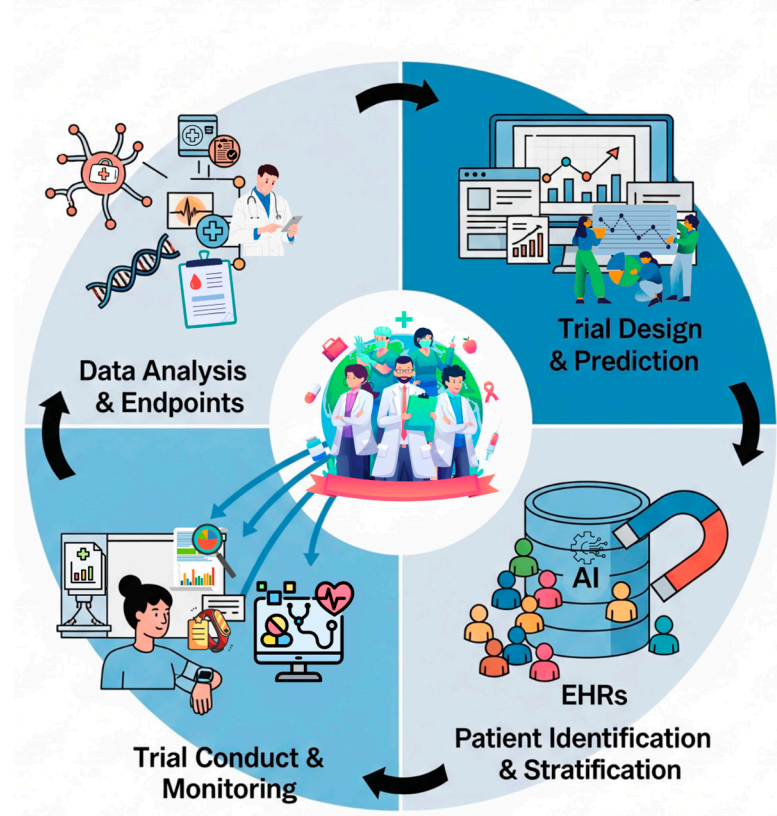 Trial Design
& Prediction
Data Analysis
& Endpoints
AI
EHRs
Patient Identification
& Stratification
Trial Conduct &
Monitoring